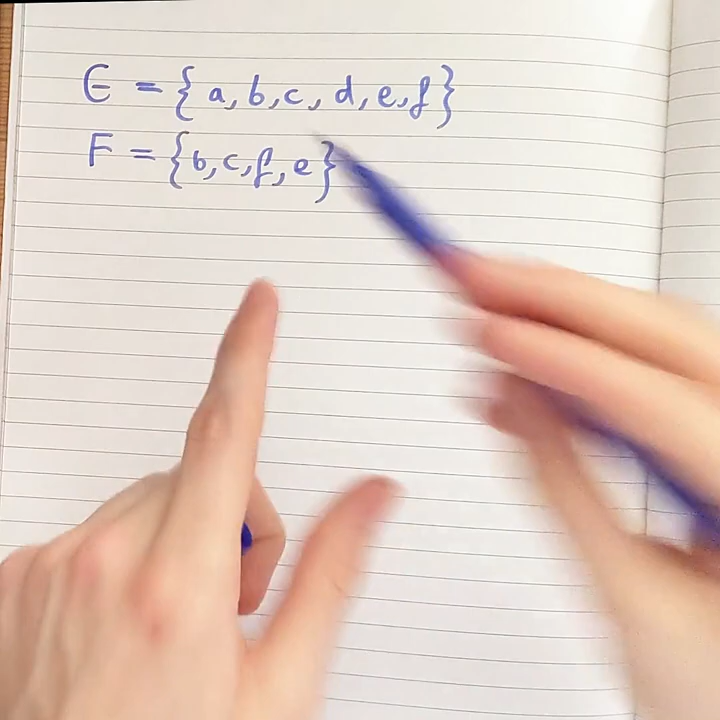 E = { a, b, c, d, e, f }
F = { b, c, f, e }